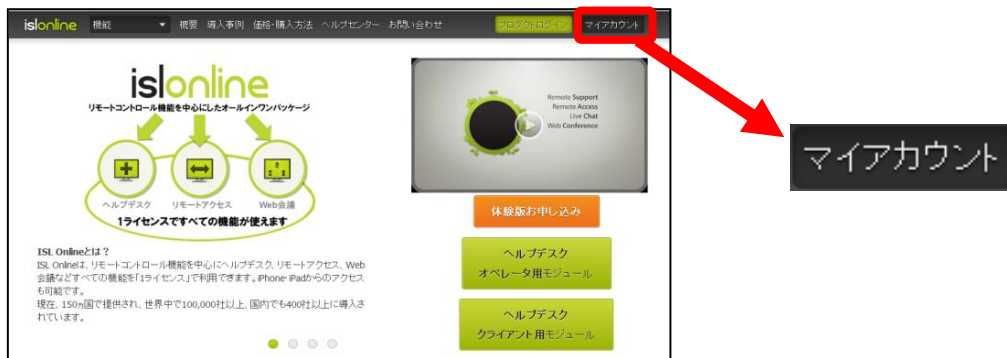 islonline 機能 概要 導入事例 価格・購入方法 ヘルプセンター お問い合わせ プロダクトログイン マイアカウント
islonline
リモートコントロール機能を中心にしたオールインワンパッケージ
ヘルプデスク リモートアクセス Web会議
1ライセンスですべての機能が使えます
Remote Support
Remote Access
Live Chat
Web Conference
マイアカウント
体験版お申し込み
ヘルプデスク
オペレータ用モジュール
ヘルプデスク
クライアント用モジュール
ISL Onlineとは？
ISL Onlineは、リモートコントロール機能を中心にヘルプデスク、リモートアクセス、Web
会議などすべての機能を「1ライセンス」で利用できます。iPhone・iPadからのアクセス
も可能です。
現在、150ヵ国で提供され、世界中で100,000社以上、国内でも400社以上に導入さ
れています。